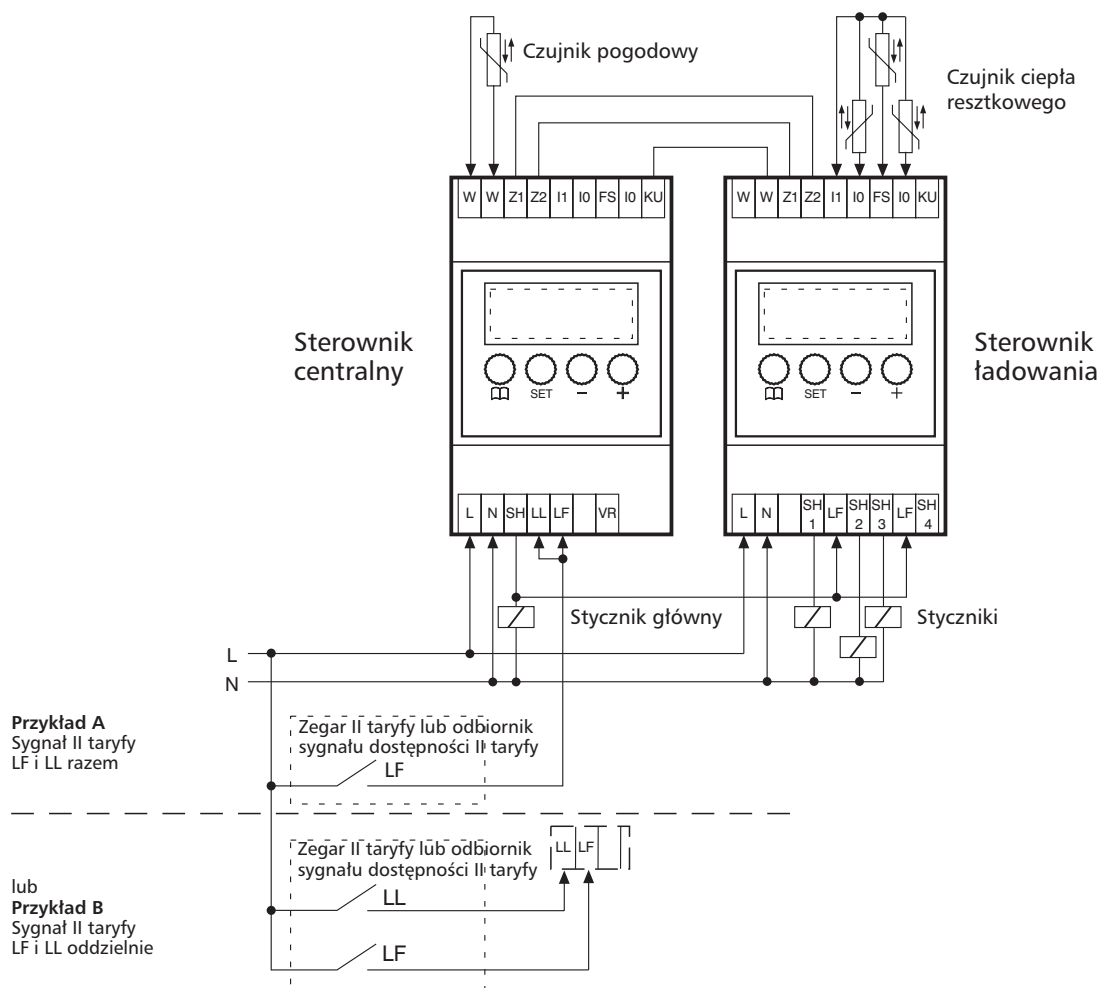 Czujnik pogodowy
Czujnik ciepła
resztkowego
W W Z1 Z2 I1 I0 FS I0 KU
W W Z1 Z2 I1 I0 FS I0 KU
Sterownik
centralny
SET − +
SET − +
Sterownik
ładowania
L N SH LL LF VR
L N SH 1 LF SH 2 SH 3 LF SH 4
Stycznik główny
Styczniki
L
N
Przykład A
Sygnał II taryfy
LF i LL razem
Zegar II taryfy lub odbiornik
sygnału dostępności II taryfy
LF
Zegar II taryfy lub odbiornik
sygnału dostępności II taryfy
LL LF
lub
Przykład B
Sygnał II taryfy
LF i LL oddzielnie
LL
LF